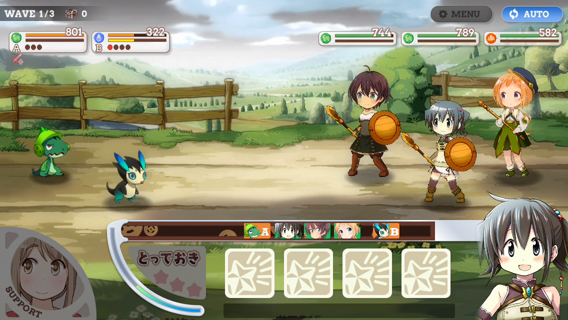 WAVE 1/3 0
MENU
AUTO
801
322
744
789
582
A
B
A
B
とっておき
SUPPORT